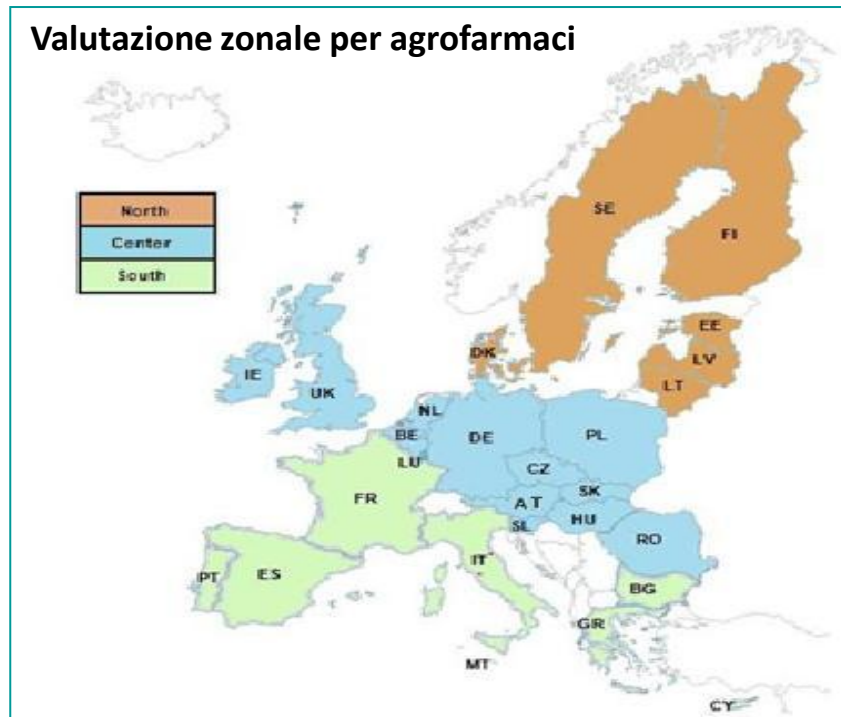 Valutazione zonale per agrofarmaci
North
Center
South
SE
FI
EE
DK
LV
LT
IE
UK
NL
BE
DE
PL
LU
CZ
FR
SK
AT
HU
SL
RO
PT
ES
IT
BG
GR
MT
CY